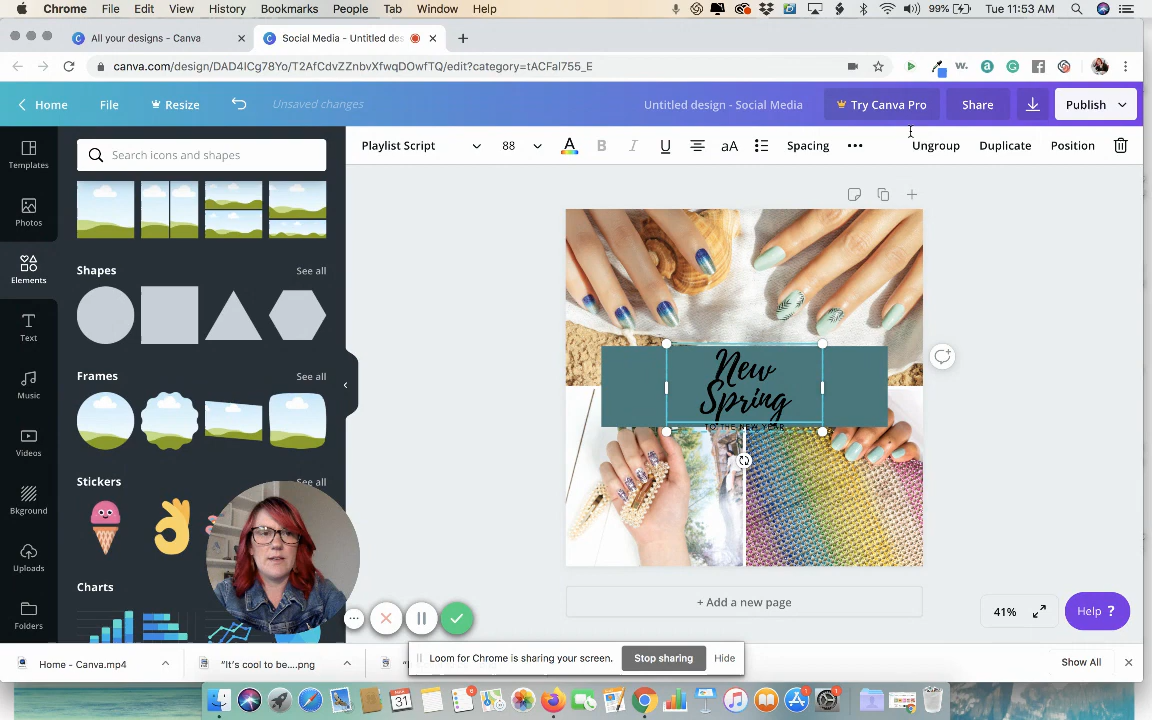 Chrome File Edit View History Bookmarks People Tab Window Help 99% Tue 11:53 AM
All your designs - Canva Social Media - Untitled des
canva.com/design/DAD4ICg78Yo/T2AfCdvZZnbvXfwqDOwfTQ/edit?category=tACFal755_E
Home File Resize Unsaved changes Untitled design - Social Media Try Canva Pro Share Publish
Templates
Photos
Elements
Text
Music
Videos
Bkground
Uploads
Folders
Search icons and shapes
Shapes See all
Frames See all
Stickers See all
Charts
Playlist Script 88 A B I U aA Spacing Ungroup Duplicate Position
New
Spring
TO THE NEW YEAR
+ Add a new page
41%
Help ?
Loom for Chrome is sharing your screen. Stop sharing Hide
Home - Canva.mp4 "It's cool to be....png Show All
31